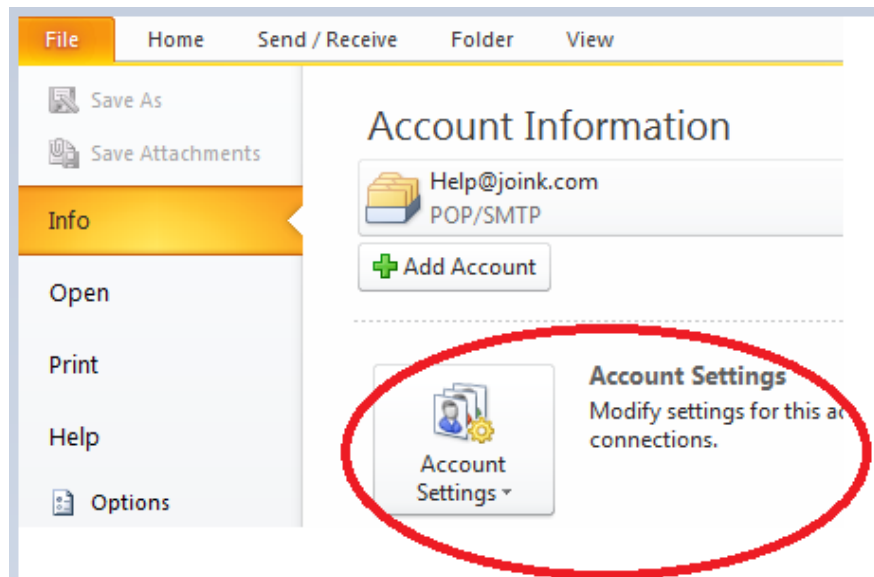 File Home Send / Receive Folder View
Save As
Save Attachments
Info
Open
Print
Help
Options
Account Information
Help@joink.com
POP/SMTP
Add Account
Account
Settings
Account Settings
Modify settings for this
connections.